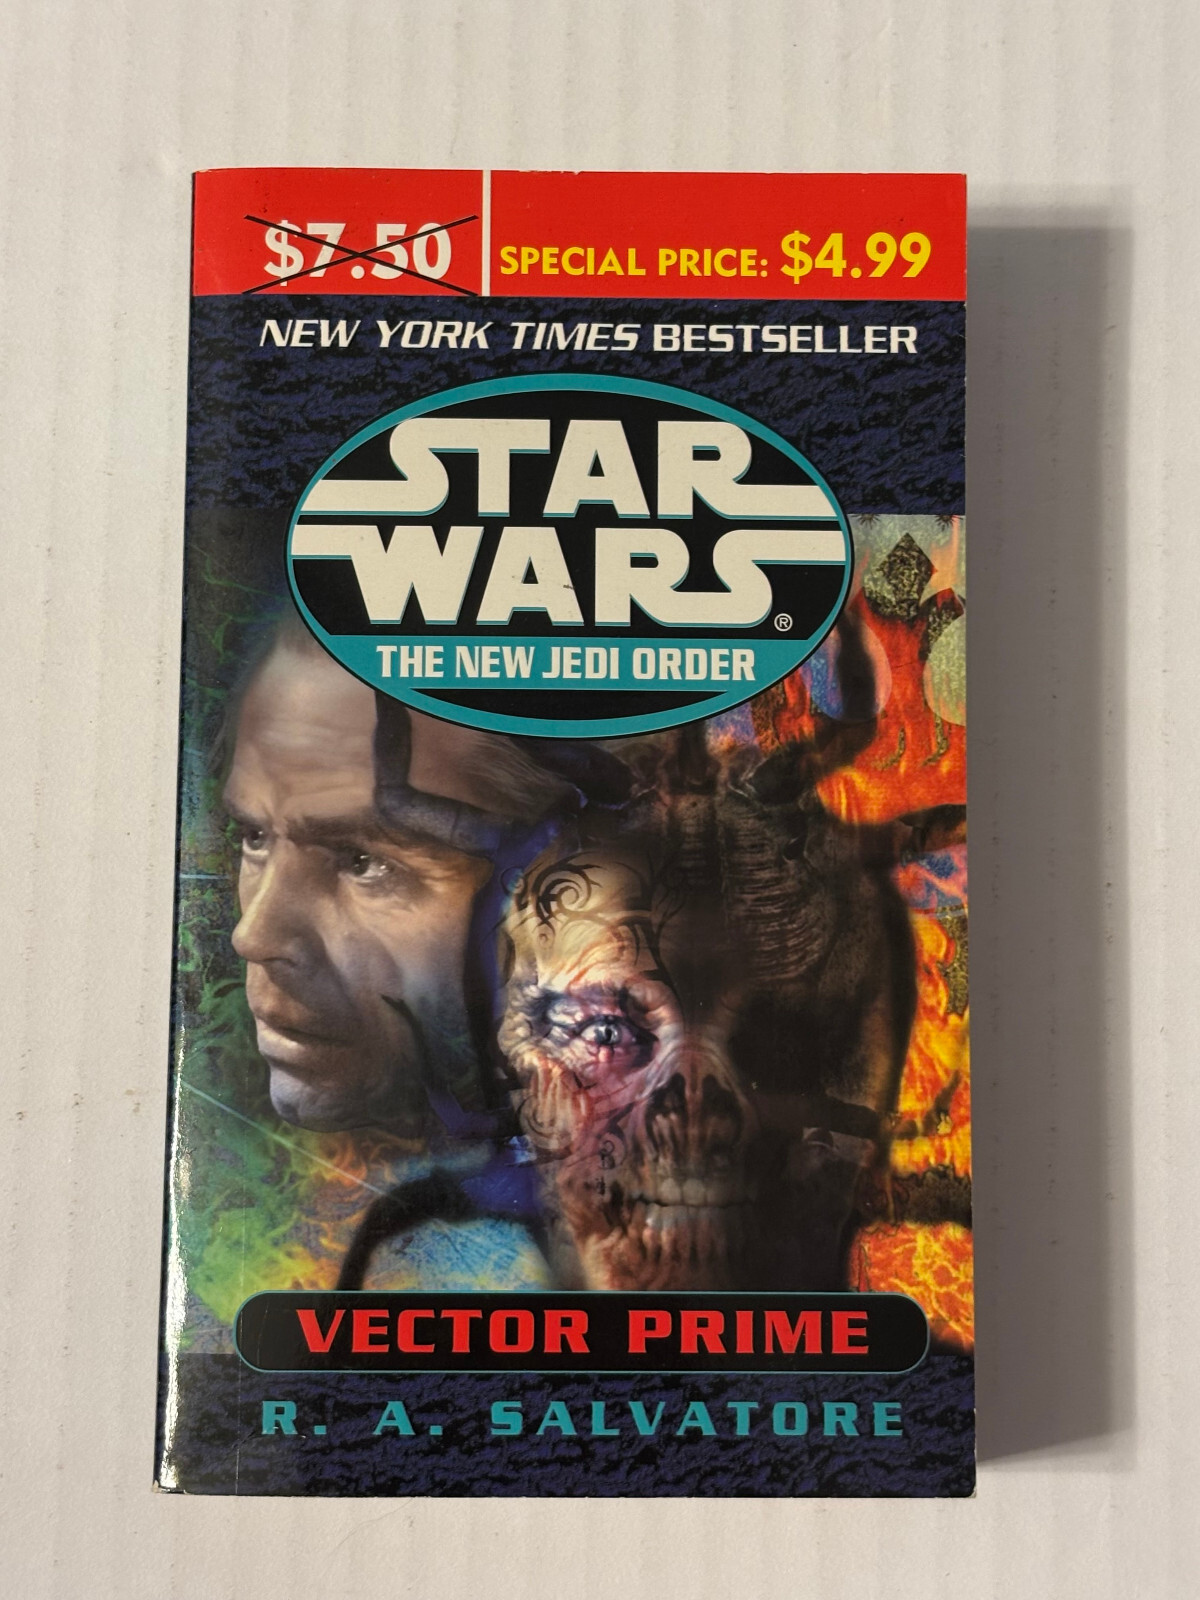 $7.50 SPECIAL PRICE: $4.99
NEW YORK TIMES BESTSELLER
STAR
WARS®
THE NEW JEDI ORDER
VECTOR PRIME
R. A. SALVATORE